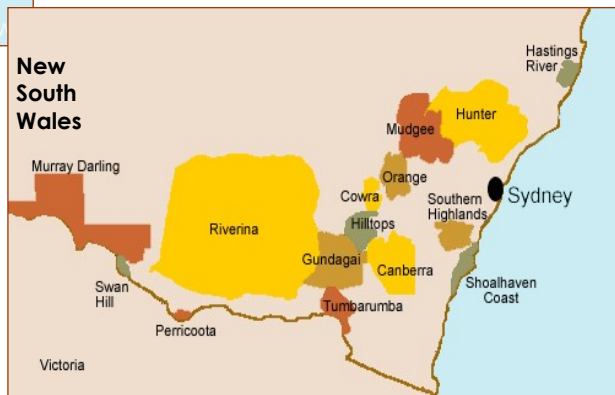 New
South
Wales
Hastings
River
Hunter
Mudgee
Murray Darling
Orange
Cowra
Southern
Highlands
Sydney
Riverina
Hilltops
Gundagai
Canberra
Swan
Hill
Shoalhaven
Coast
Tumbarumba
Perricoota
Victoria